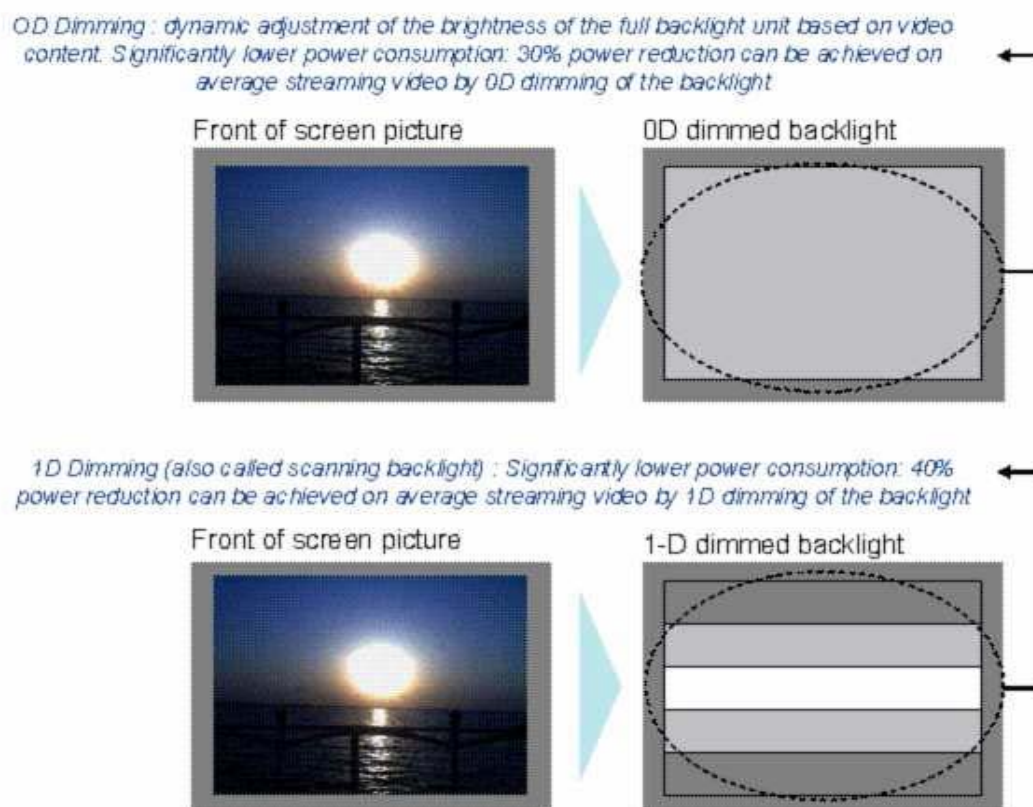 OD Dimming : dynamic adjustment of the brightness of the full backlight unit based on video
content. Significantly lower power consumption: 30% power reduction can be achieved on
average streaming video by 0D dimming of the backlight
Front of screen picture
0D dimmed backlight
1D Dimming (also called scanning backlight) : Significantly lower power consumption: 40%
power reduction can be achieved on average streaming video by 1D dimming of the backlight
Front of screen picture
1-D dimmed backlight